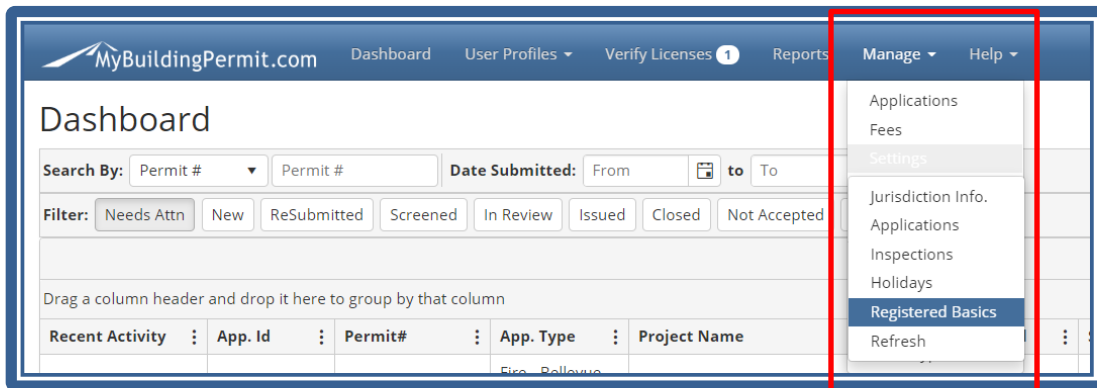 MyBuildingPermit.com Dashboard User Profiles Verify Licenses 1 Reports Manage Help
Dashboard
Applications
Fees
Settings
Search By: Permit # Permit # Date Submitted: From to To
Jurisdiction Info.
Filter: Needs Attn New ReSubmitted Screened In Review Issued Closed Not Accepted
Applications
Inspections
Holidays
Drag a column header and drop it here to group by that column
Registered Basics
Recent Activity App. Id Permit# App. Type Project Name
Refresh